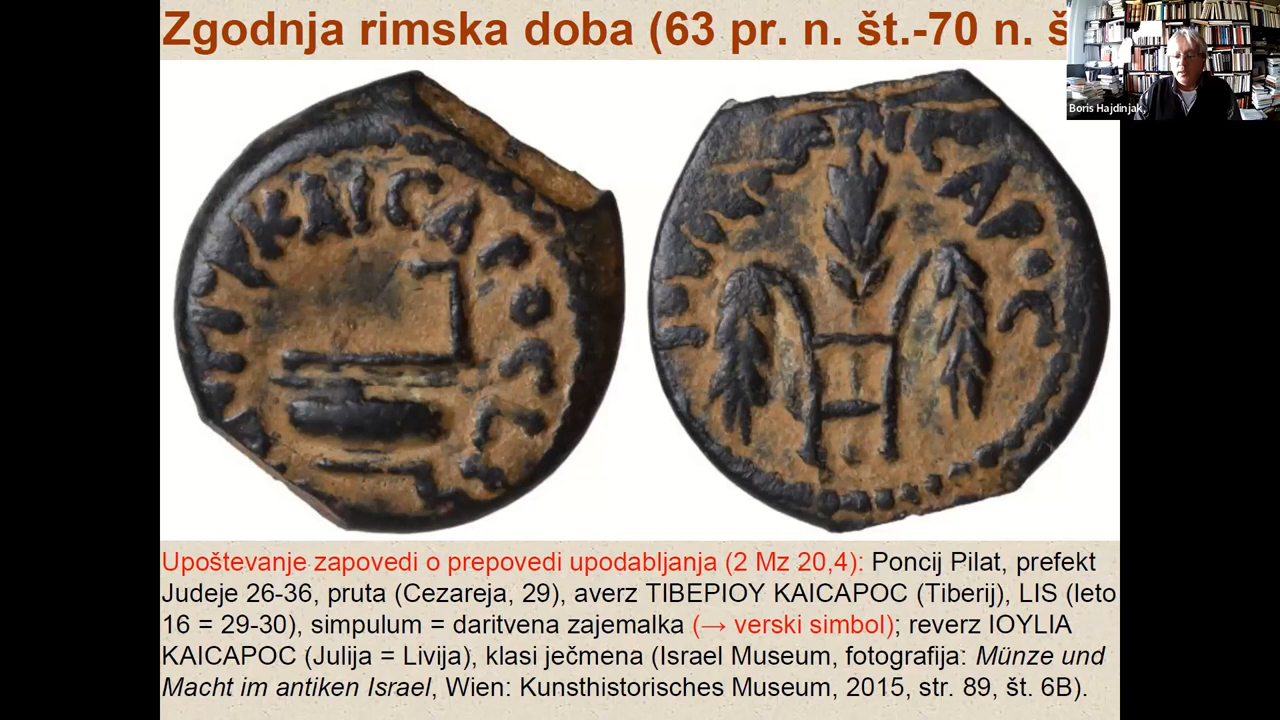 Zgodnja rimska doba (63 pr. n. št.-70 n. š
Boris Hajdinjak,
ΚΑΙϹΑΡΟϹ
ΑΡΟϹ
Upoštevanje zapovedi o prepovedi upodabljanja (2 Mz 20,4): Poncij Pilat, prefekt
Judeje 26-36, pruta (Cezareja, 29), averz TIBEPIOY KAICAPOC (Tiberij), LIS (leto
16 = 29-30), simpulum = daritvena zajemalka (→ verski simbol); reverz IOYLIA
KAICAPOC (Julija = Livija), klasi ječmena (Israel Museum, fotografija: Münze und
Macht im antiken Israel, Wien: Kunsthistorisches Museum, 2015, str. 89, št. 6B).